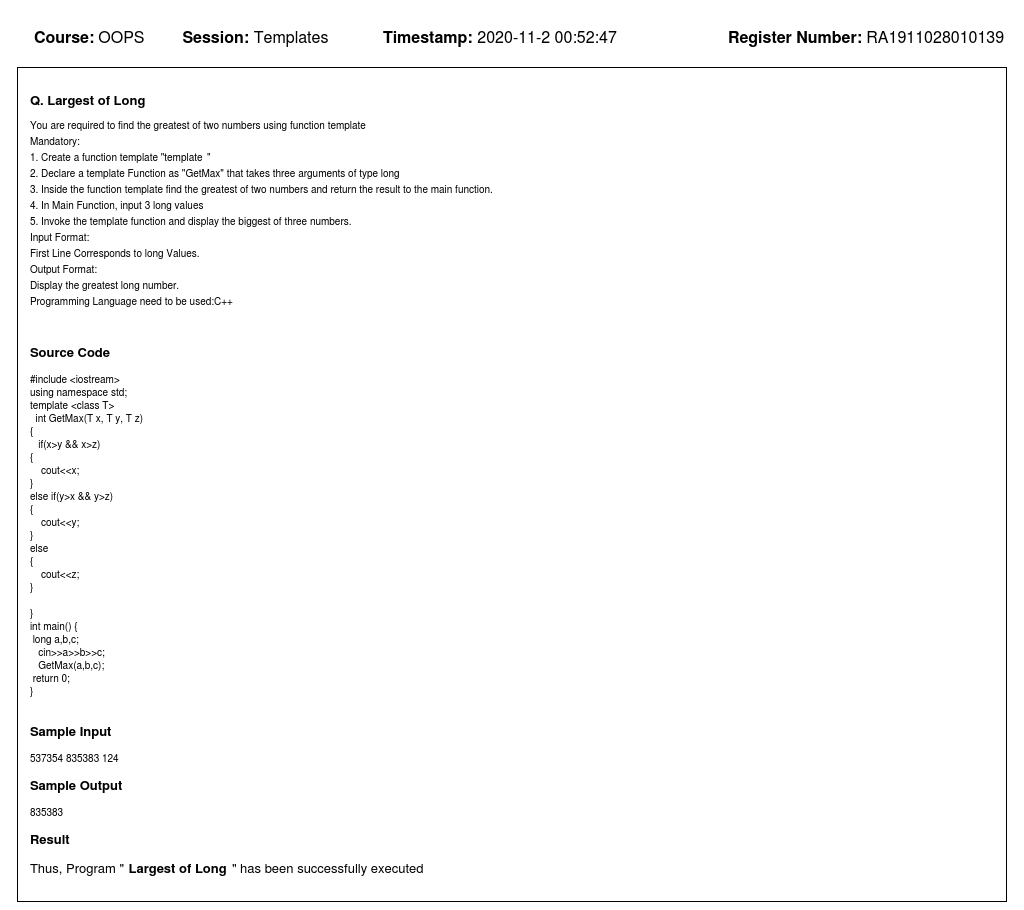 Course: OOPS Session: Templates Timestamp: 2020-11-2 00:52:47 Register Number: RA1911028010139
Q. Largest of Long
You are required to find the greatest of two numbers using function template
Mandatory:
1. Create a function template "template "
2. Declare a template Function as "GetMax" that takes three arguments of type long
3. Inside the function template find the greatest of two numbers and return the result to the main function.
4. In Main Function, input 3 long values
5. Invoke the template function and display the biggest of three numbers.
Input Format:
First Line Corresponds to long Values.
Output Format:
Display the greatest long number.
Programming Language need to be used:C++
Source Code
#include <iostream>
using namespace std;
template <class T>
int GetMax(T x, T y, T z)
{
if(x>y && x>z)
{
cout<<x;
}
else if(y>x && y>z)
{
cout<<y;
}
else
{
cout<<z;
}
}
int main() {
long a,b,c;
cin>>a>>b>>c;
GetMax(a,b,c);
return 0;
}
Sample Input
537354 835383 124
Sample Output
835383
Result
Thus, Program " Largest of Long " has been successfully executed